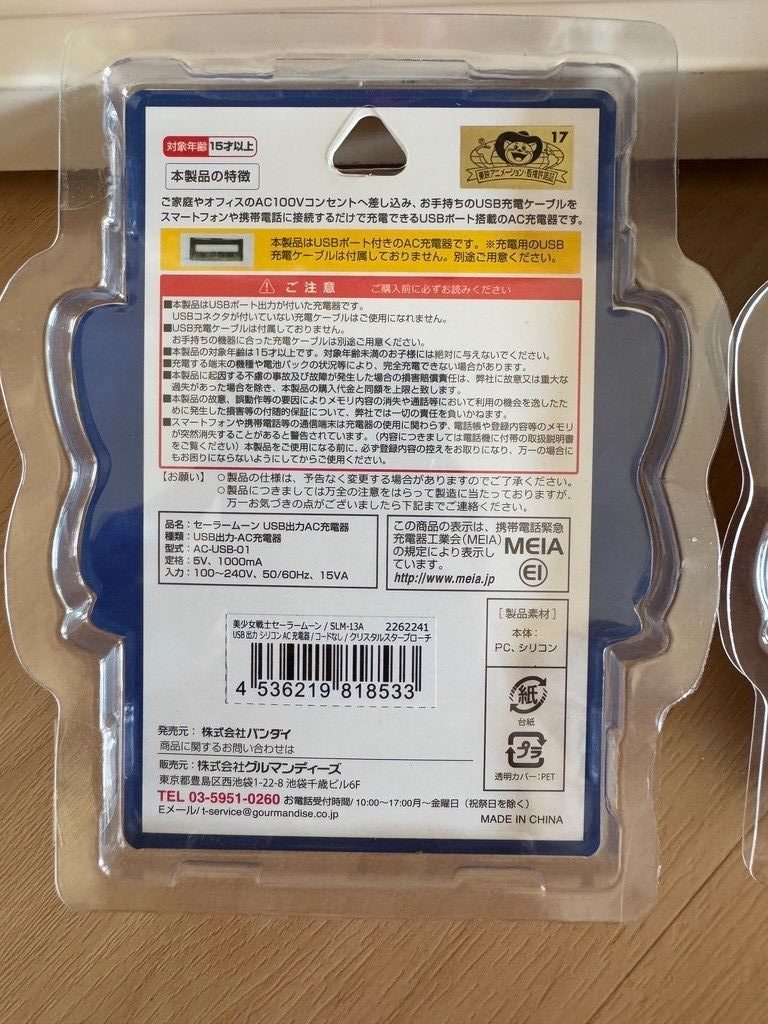 対象年齢 15才以上
17
東映アニメーション・版権許諾証
本製品の特徴
ご家庭やオフィスのAC100Vコンセントへ差し込み、お手持ちのUSB充電ケーブルを
スマートフォンや携帯電話に接続するだけで充電できるUSBポート搭載のAC充電器です。
本製品はUSBポート付きのAC充電器です。※充電用のUSB
充電ケーブルは付属しておりません。別途ご用意ください。
ご注意 ご購入前に必ずお読みください
■本製品はUSBポート出力が付いた充電器です。
USBコネクタが付いていない充電ケーブルはご使用になれません。
■USB充電ケーブルは付属しておりません。
お手持ちの機器に合った充電ケーブルは別途ご用意ください。
■本製品の対象年齢は15才以上です。対象年齢未満のお子様には絶対に与えないでください。
■充電する端末の機種や電池パックの状況等により、完全充電できない場合があります。
■本製品に起因する不慮の事故及び故障が発生した場合の損害賠償責任は、弊社に故意又は重大な
過失があった場合を除き、本製品の購入代金と同額を上限と致します。
■本製品の故意、誤動作等の要因によりメモリ内容の消失や通話等において利用の機会を逸したた
めに発生した損害等の付随的保証について、弊社では一切の責任を負いかねます。
■スマートフォンや携帯電話等の通信端末は充電器の使用に関わらず、電話帳や登録内容等のメモリ
が突然消失することがあると警告されています。（内容につきましては電話機に付帯の取扱説明書
をご覧ください）本製品をご使用になる前に、必ず登録内容の控えをお取りになり、万一の場合に
もお困りにならないようにしてからご使用ください。
【お願い】 ○製品の仕様は、予告なく変更する場合がありますのでご了承ください。
○製品につきましては万全の注意をはらって製造に当たっておりますが、
万一お気づきの点がございましたら下記までご連絡ください。
品名：セーラームーン USB出力AC充電器
種類：USB出力-AC充電器
型式：AC-USB-01
定格：5V、1000mA
入力：100〜240V、50/60Hz、15VA
この商品の表示は、携帯電話緊急
充電器工業会(MEIA)
の規定により表示し
ています。
http://www.meia.jp
MEIA
EI
美少女戦士セーラームーン / SLM-13A 2262241
USB 出力 シリコン AC 充電器 / コードなし / クリスタルスターブローチ
4 536219 818533
［製品素材］
本体：
PC、シリコン
紙
台紙
プラ
透明カバー：PET
発売元： 株式会社バンダイ
商品に関するお問い合わせは
販売元： 株式会社グルマンディーズ
東京都豊島区西池袋1-22-8 池袋千歳ビル6F
TEL 03-5951-0260 お電話受付時間/ 10:00〜17:00月〜金曜日（祝祭日を除く）
Eメール/ t-service@gourmandise.co.jp
MADE IN CHINA